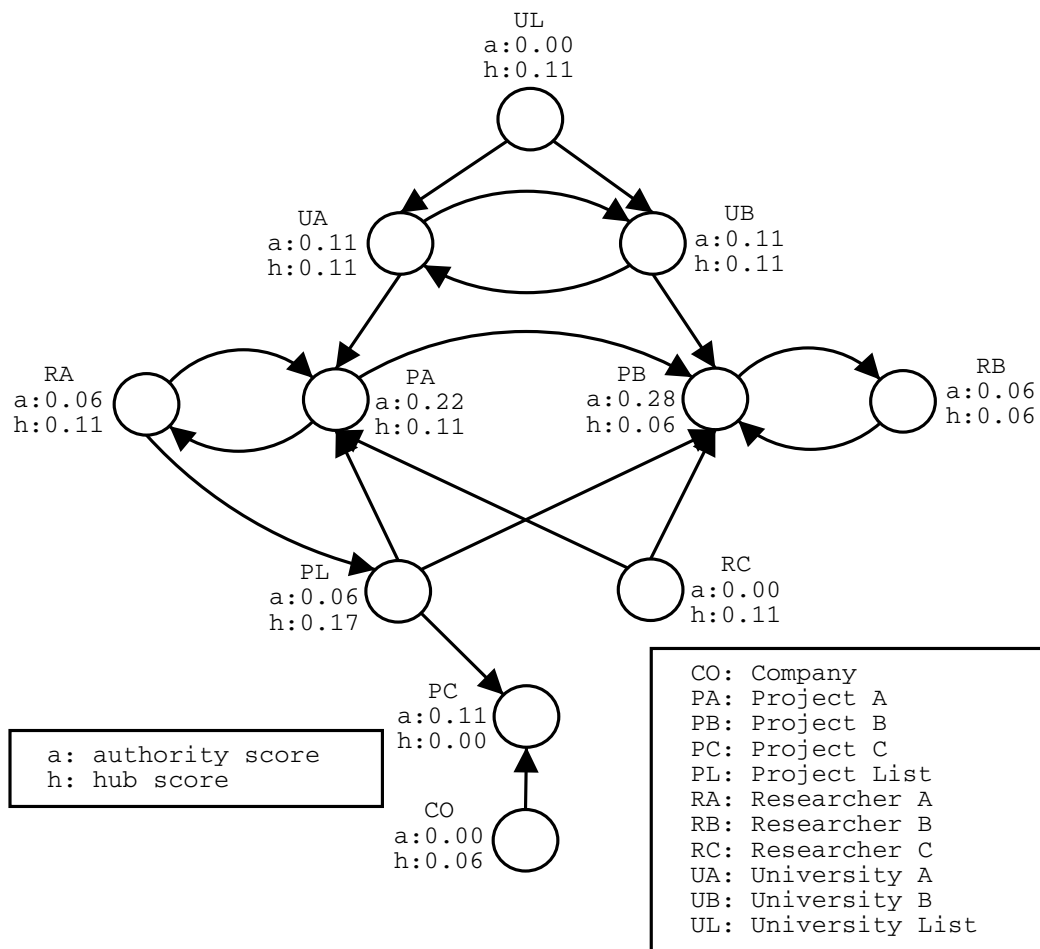 UL
a:0.00
h:0.11
UA
a:0.11
h:0.11
UB
a:0.11
h:0.11
RA
a:0.06
h:0.11
PA
a:0.22
h:0.11
PB
a:0.28
h:0.06
RB
a:0.06
h:0.06
PL
a:0.06
h:0.17
RC
a:0.00
h:0.11
PC
a:0.11
h:0.00
CO
a:0.00
h:0.06
a: authority score
h: hub score
CO: Company
PA: Project A
PB: Project B
PC: Project C
PL: Project List
RA: Researcher A
RB: Researcher B
RC: Researcher C
UA: University A
UB: University B
UL: University List